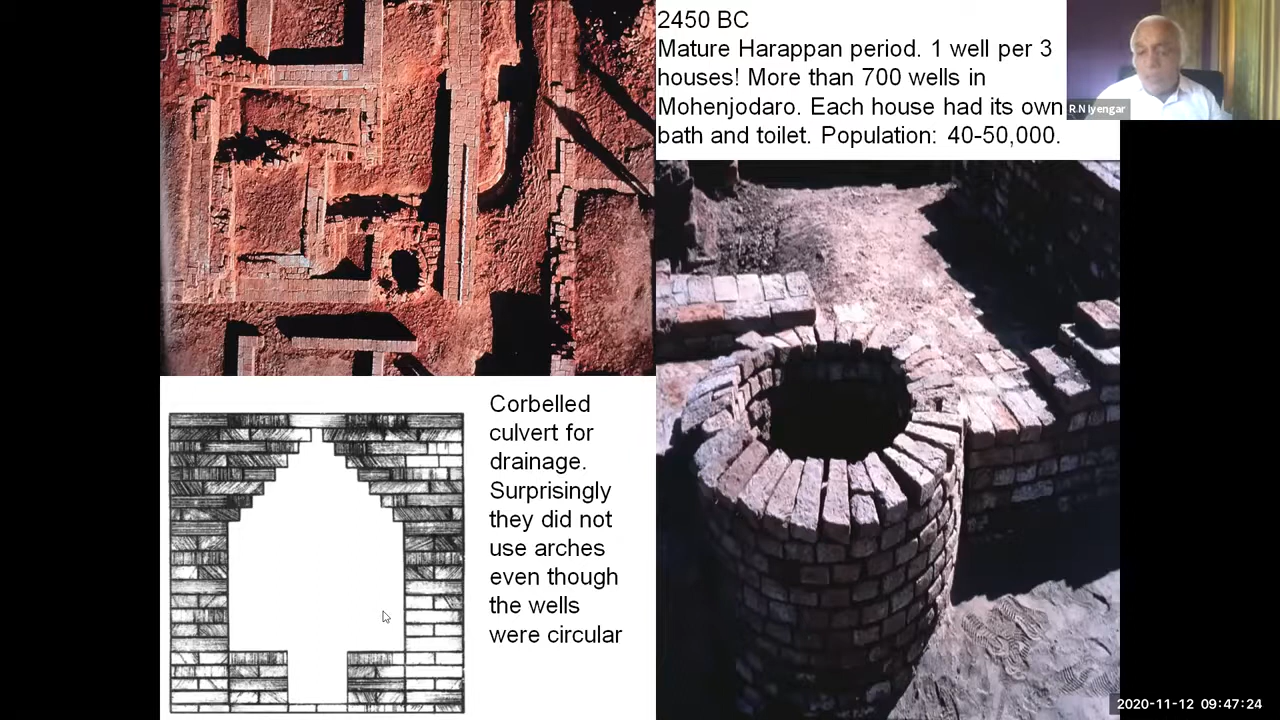 2450 BC
Mature Harappan period. 1 well per 3
houses! More than 700 wells in
Mohenjodaro. Each house had its own
bath and toilet. Population: 40-50,000.
R N Iyengar
Corbelled
culvert for
drainage.
Surprisingly
they did not
use arches
even though
the wells
were circular
2020-11-12 09:47:24